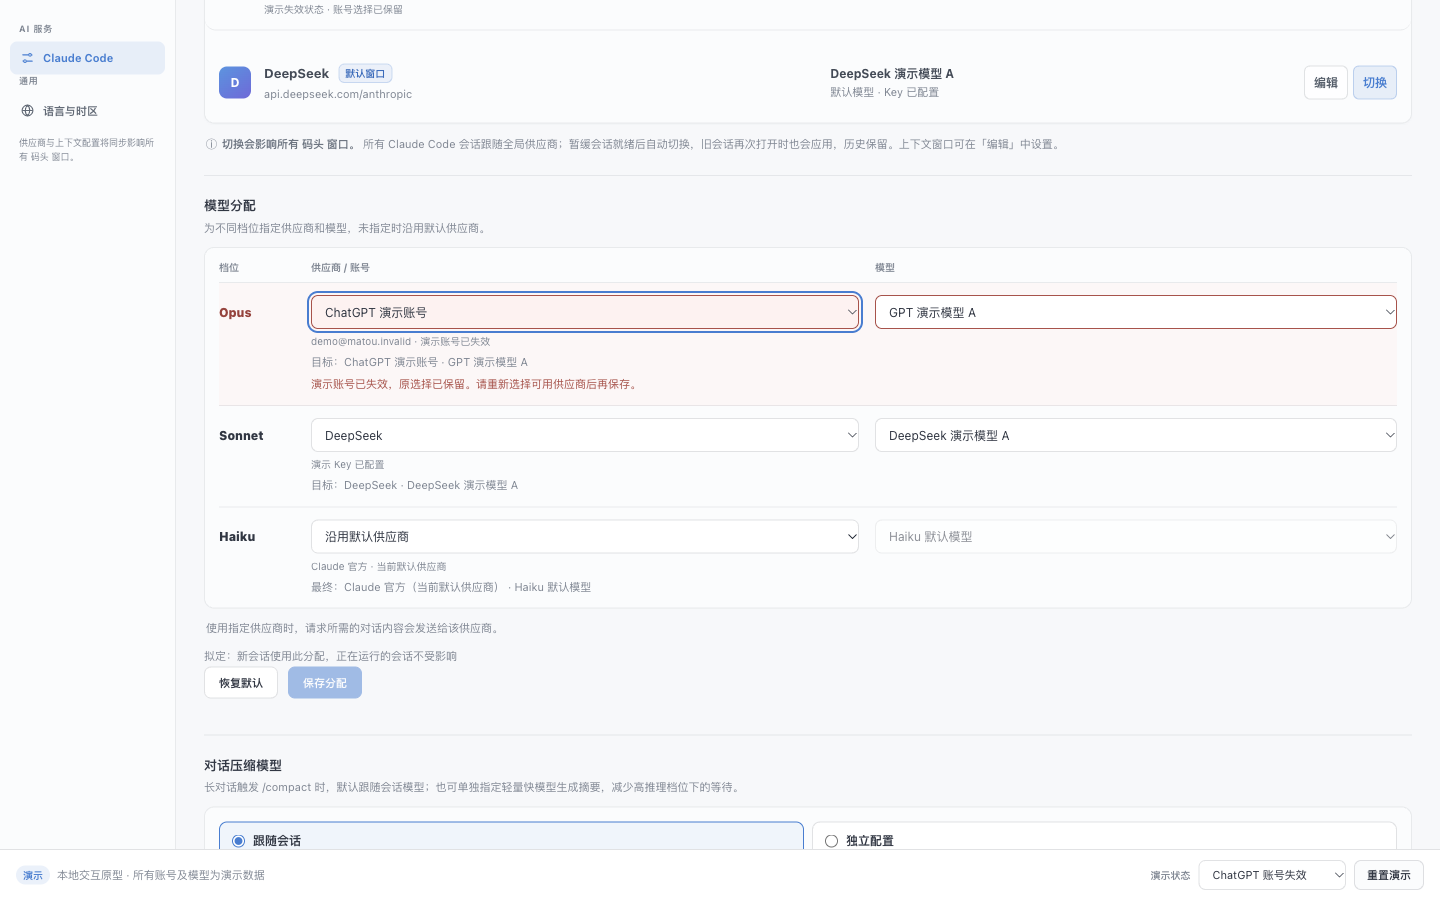 AI 服务
Claude Code
通用
语言与时区
供应商与上下文配置将同步影响所
有 码头 窗口。
演示失效状态 · 账号选择已保留
D
DeepSeek 默认窗口
api.deepseek.com/anthropic
DeepSeek 演示模型 A
默认模型 · Key 已配置
编辑 切换
切换会影响所有 码头 窗口。 所有 Claude Code 会话跟随全局供应商；暂缓会话就绪后自动切换，旧会话再次打开时也会应用，历史保留。上下文窗口可在「编辑」中设置。
模型分配
为不同档位指定供应商和模型，未指定时沿用默认供应商。
档位 供应商 / 账号 模型
Opus ChatGPT 演示账号 GPT 演示模型 A
demo@matou.invalid · 演示账号已失效
目标：ChatGPT 演示账号 · GPT 演示模型 A
演示账号已失效，原选择已保留。请重新选择可用供应商后再保存。
Sonnet DeepSeek DeepSeek 演示模型 A
演示 Key 已配置
目标：DeepSeek · DeepSeek 演示模型 A
Haiku 沿用默认供应商 Haiku 默认模型
Claude 官方 · 当前默认供应商
最终：Claude 官方（当前默认供应商） · Haiku 默认模型
使用指定供应商时，请求所需的对话内容会发送给该供应商。
拟定：新会话使用此分配，正在运行的会话不受影响
恢复默认 保存分配
对话压缩模型
长对话触发 /compact 时，默认跟随会话模型；也可单独指定轻量快模型生成摘要，减少高推理档位下的等待。
跟随会话 独立配置
演示 本地交互原型 · 所有账号及模型为演示数据
演示状态 ChatGPT 账号失效 重置演示